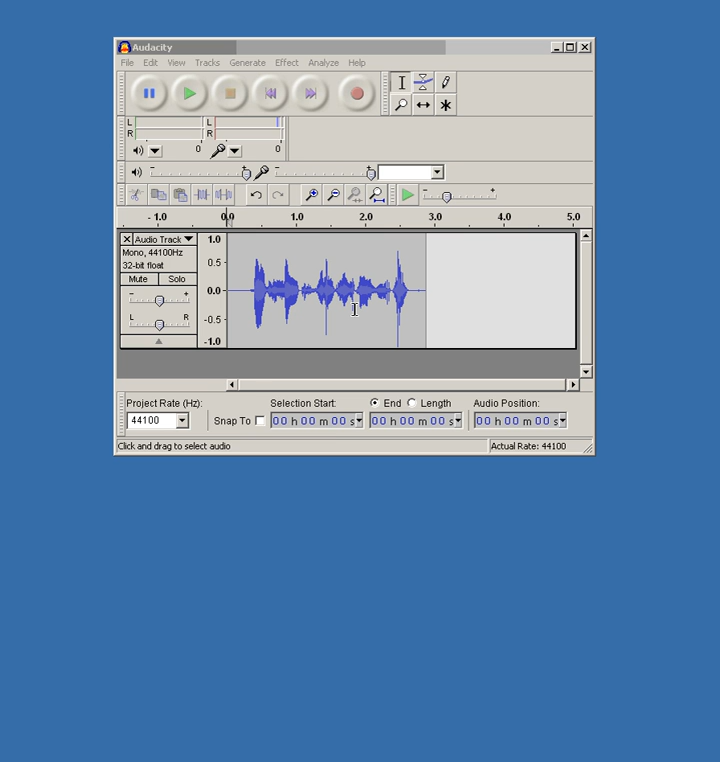 Audacity
File Edit View Tracks Generate Effect Analyze Help
L L
R R
0 0
- + - +
- +
- 1.0 0.0 1.0 2.0 3.0 4.0 5.0
Audio Track
Mono, 44100Hz
32-bit float
Mute Solo
- +
L R
1.0
0.5
0.0
-0.5
-1.0
Project Rate (Hz): Selection Start: End Length Audio Position:
44100 Snap To 00 h 00 m 00 s 00 h 00 m 00 s 00 h 00 m 00 s
Click and drag to select audio Actual Rate: 44100